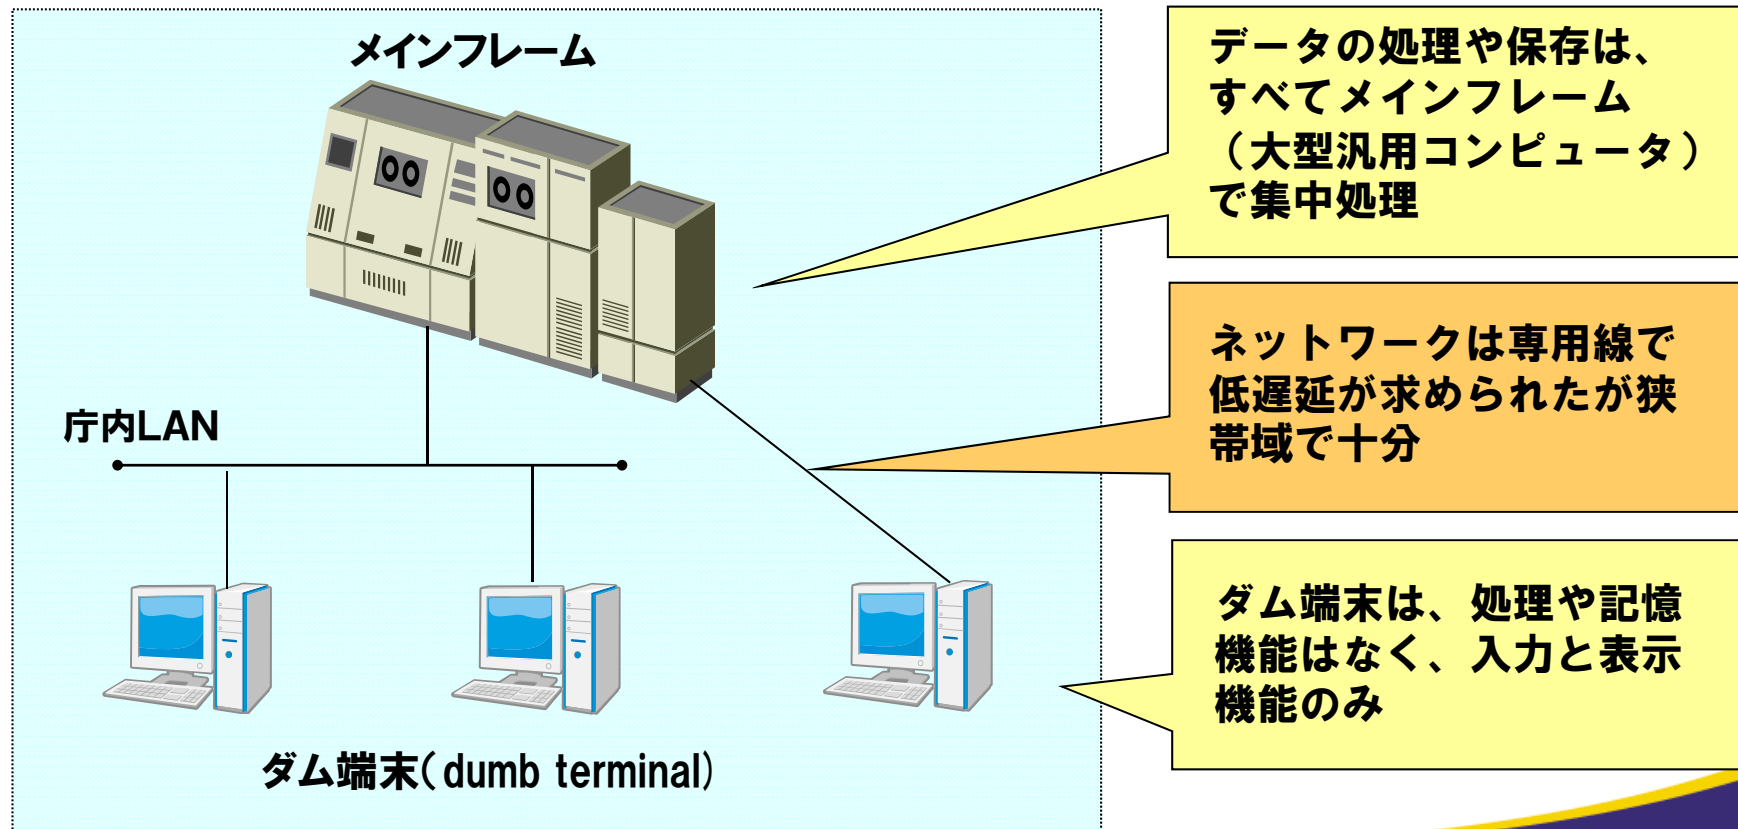 メインフレーム
データの処理や保存は、
すべてメインフレーム
（大型汎用コンピュータ）
で集中処理
ネットワークは専用線で
低遅延が求められたが狭
帯域で十分
庁内LAN
ダム端末は、処理や記憶
機能はなく、入力と表示
機能のみ
ダム端末（dumb terminal）